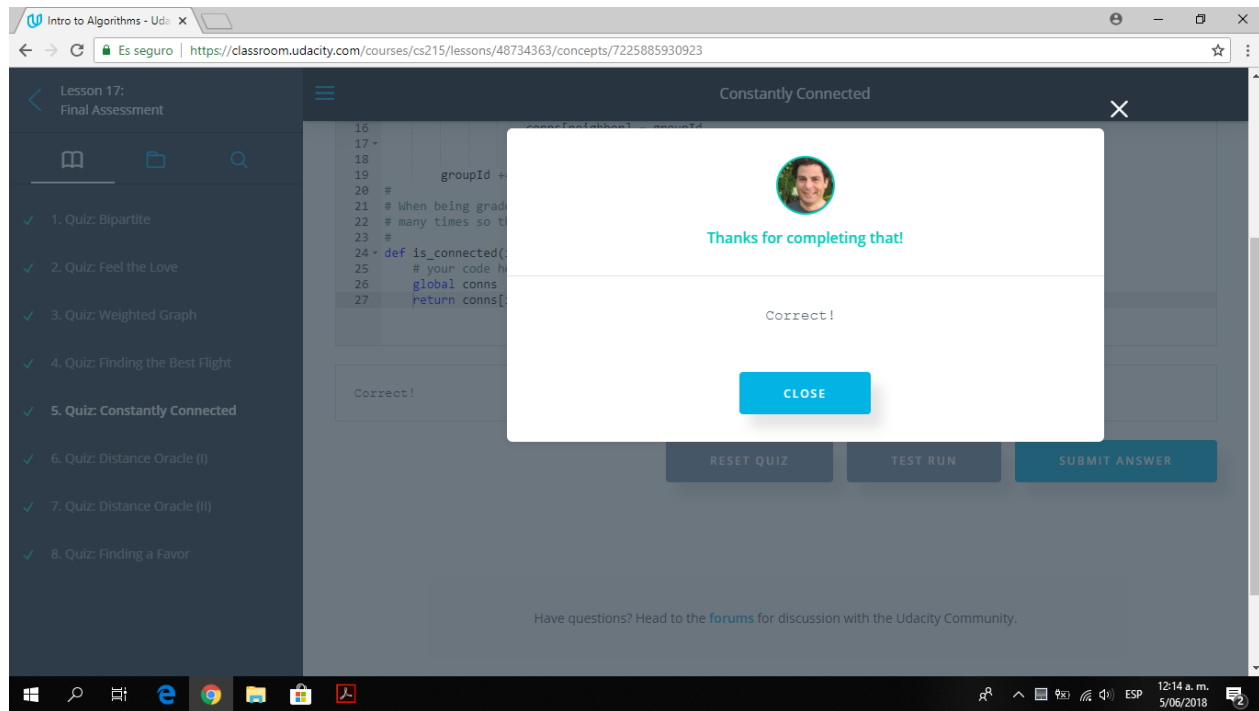 Intro to Algorithms - Uda
Es seguro | https://classroom.udacity.com/courses/cs215/lessons/48734363/concepts/7225885930923
Lesson 17:
Final Assessment
Constantly Connected
1. Quiz: Bipartite
2. Quiz: Feel the Love
3. Quiz: Weighted Graph
4. Quiz: Finding the Best Flight
5. Quiz: Constantly Connected
6. Quiz: Distance Oracle (I)
7. Quiz: Distance Oracle (II)
8. Quiz: Finding a Favor
16 conns[neighbor] = groupId
17
18
19 groupId +
20 #
21 # When being grade
22 # many times so t
23 #
24 def is_connected(
25 # your code h
26 global conns
27 return conns[
Thanks for completing that!
Correct!
CLOSE
Correct!
RESET QUIZ
TEST RUN
SUBMIT ANSWER
Have questions? Head to the forums for discussion with the Udacity Community.
ESP
12:14 a. m.
5/06/2018
2